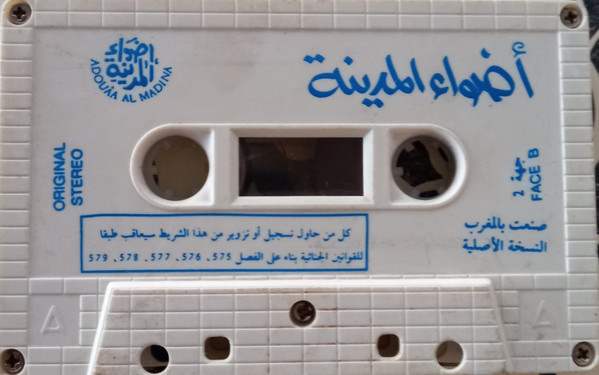 أضواء المدينة
ADOUÂA AL MADINA
أضواء المدينة
ORIGINAL
STEREO
جهة 2
FACE B
صنعت بالمغرب
النسخة الأصلية
كل من حاول تسجيل أو تزوير من هذا الشريط سيعاقب طبقا
للقوانين الجنائية بناء على الفصل 575، 576، 577، 578، 579